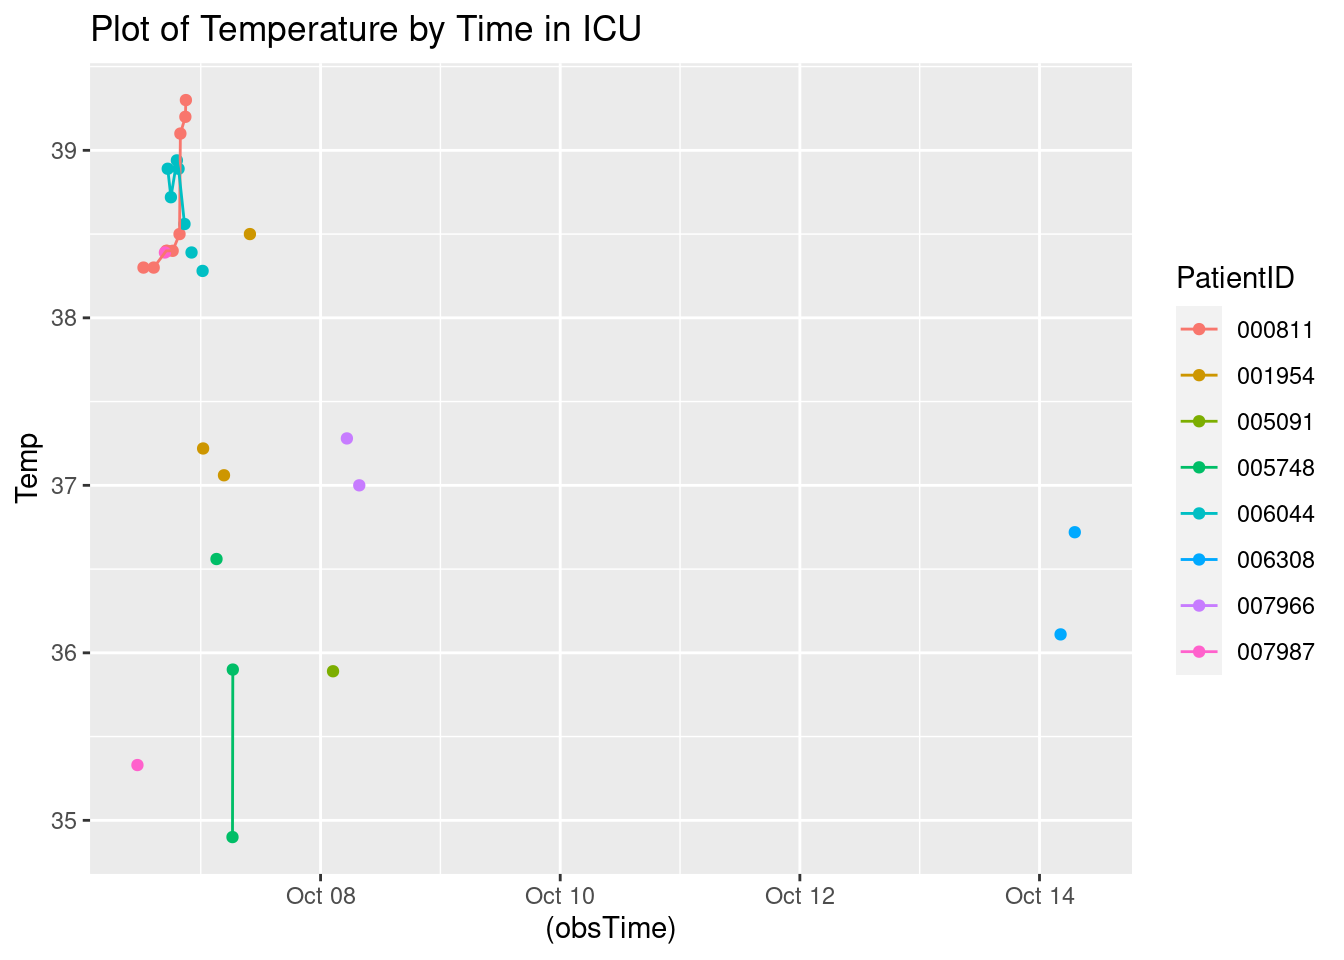 Plot of Temperature by Time in ICU
39
38
37
36
35
Temp
Oct 08
Oct 10
Oct 12
Oct 14
(obsTime)
PatientID
000811
001954
005091
005748
006044
006308
007966
007987